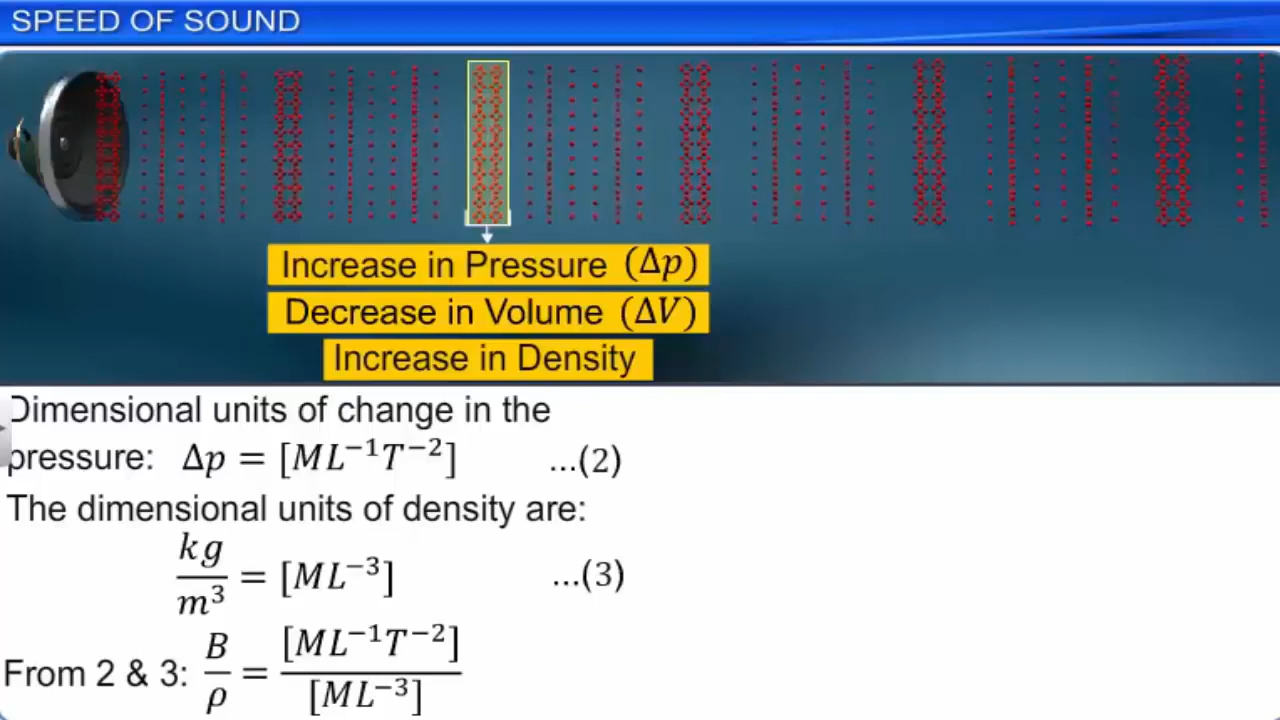 SPEED OF SOUND
Increase in Pressure (Δp)
Decrease in Volume (ΔV)
Increase in Density
Dimensional units of change in the
pressure: Δp = [ML⁻¹T⁻²] ...(2)
The dimensional units of density are:
kg/m³ = [ML⁻³] ...(3)
From 2 & 3: B/ρ = [ML⁻¹T⁻²]/[ML⁻³]